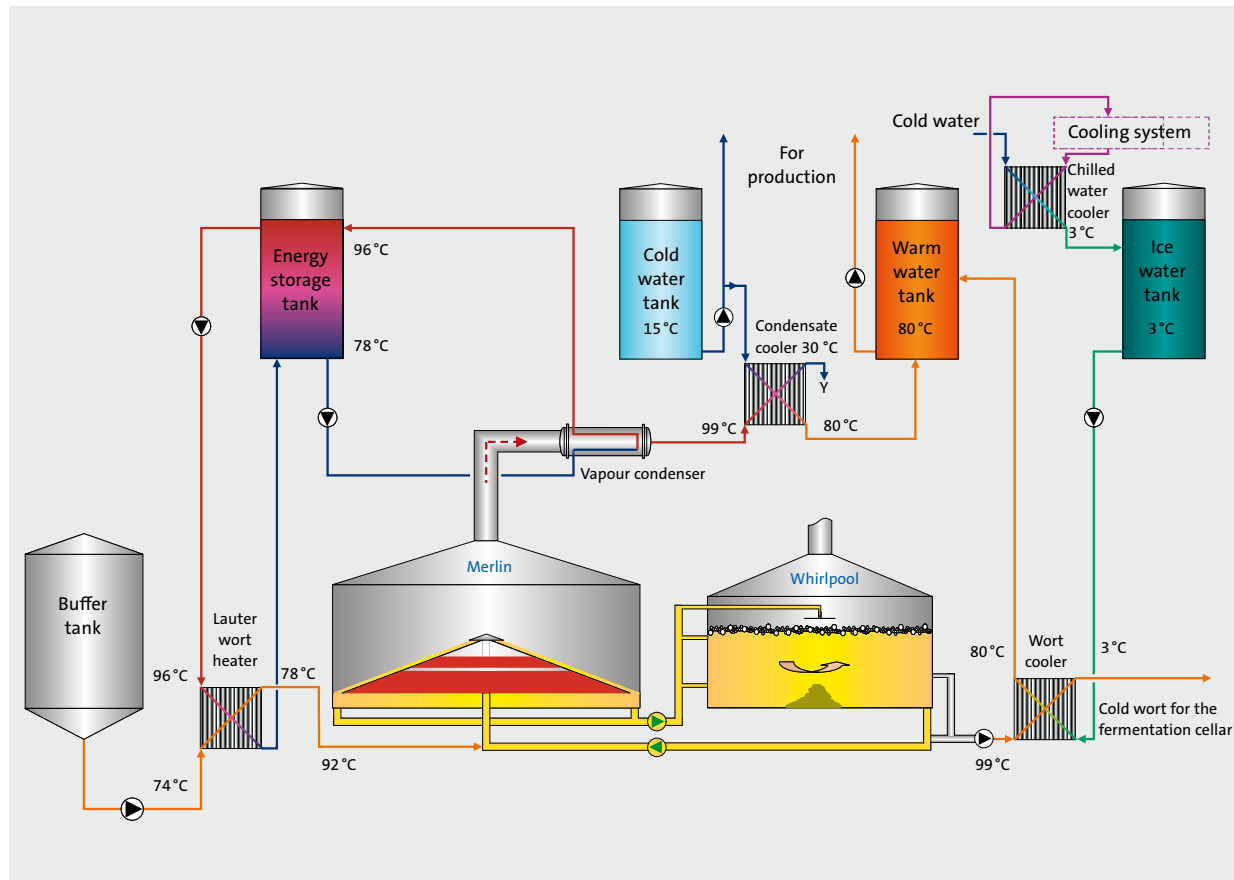 Cold water
Cooling system
For
production
Chilled
water
cooler
3 °C
Energy
storage
tank
96 °C
78 °C
Cold
water
tank
15 °C
Condensate
cooler 30 °C
Y
Warm
water
tank
80 °C
Ice
water
tank
3 °C
99 °C
80 °C
Vapour condenser
Merlin
Whirlpool
Buffer
tank
Lauter
wort
heater
96 °C
78 °C
74 °C
92 °C
80 °C
Wort
cooler
3 °C
Cold wort for the
fermentation cellar
99 °C